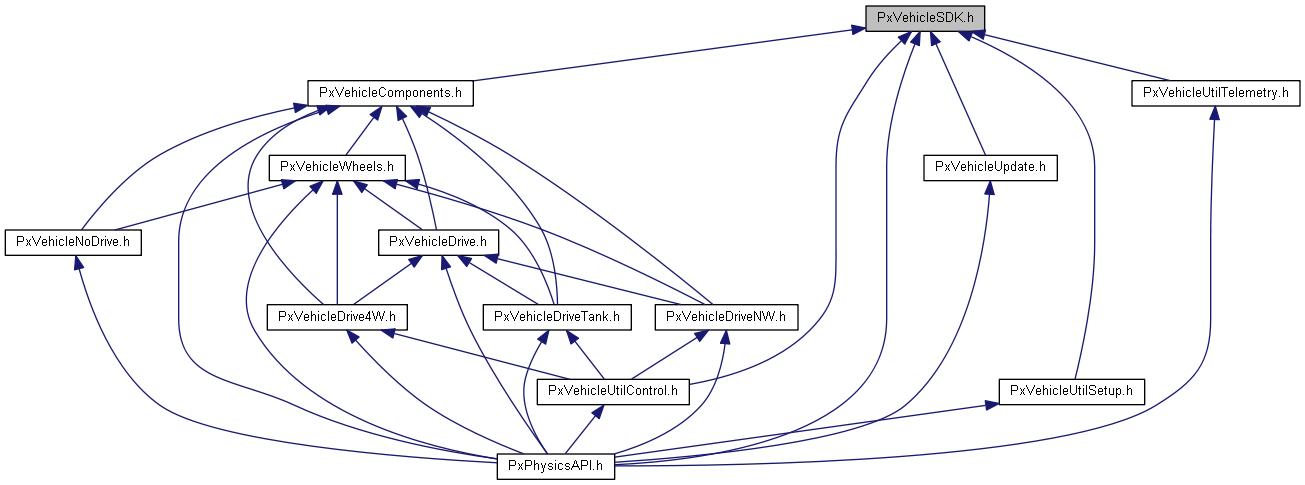 PxVehicleSDK.h
PxVehicleComponents.h
PxVehicleUtilTelemetry.h
PxVehicleWheels.h
PxVehicleUpdate.h
PxVehicleNoDrive.h
PxVehicleDrive.h
PxVehicleDrive4W.h
PxVehicleDriveTank.h
PxVehicleDriveNW.h
PxVehicleUtilControl.h
PxVehicleUtilSetup.h
PxPhysicsAPI.h